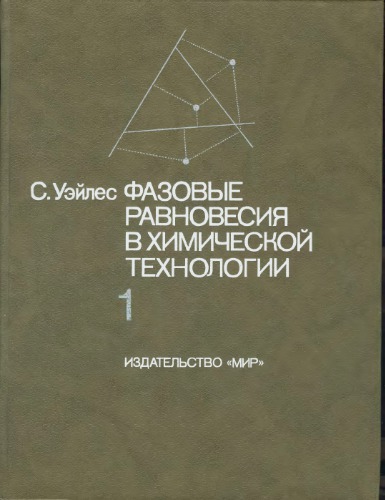 С. Уэйлес ФАЗОВЫЕ
РАВНОВЕСИЯ
В ХИМИЧЕСКОЙ
ТЕХНОЛОГИИ
1
ИЗДАТЕЛЬСТВО «МИР»